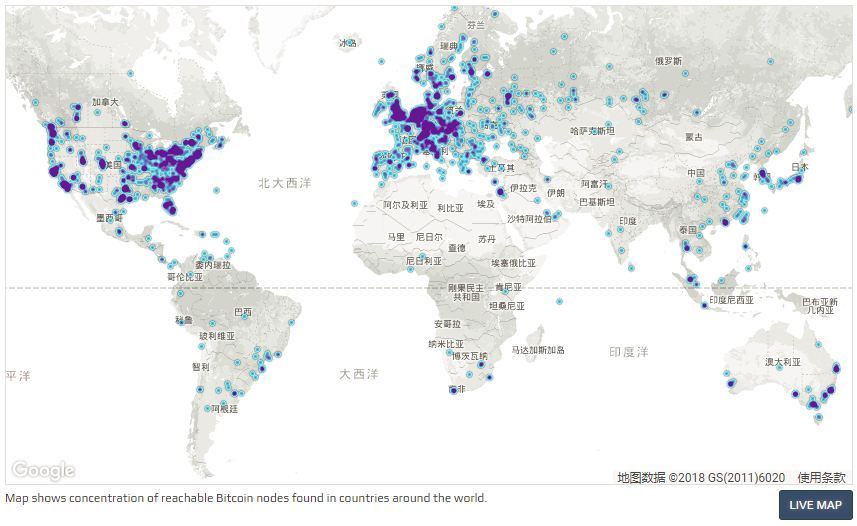 芬兰
冰岛
瑞典
挪威
俄罗斯
加拿大
哈萨克斯坦
蒙古
美国
土耳其
中国
日本
北大西洋
伊拉克
伊朗
阿富汗
巴基斯坦
阿尔及利亚
利比亚
埃及
沙特阿拉伯
墨西哥
印度
马里
尼日尔
乍得
苏丹
泰国
尼日利亚
埃塞俄比亚
委内瑞拉
哥伦比亚
刚果民主
共和国
肯尼亚
坦桑尼亚
印度尼西亚
巴布亚新
几内亚
秘鲁
巴西
玻利维亚
安哥拉
纳米比亚
博茨瓦纳
马达加斯加岛
印度洋
澳大利亚
智利
大西洋
平洋
南非
阿根廷
Google
地图数据 ©2018 GS(2011)6020 使用条款
Map shows concentration of reachable Bitcoin nodes found in countries around the world.
LIVE MAP